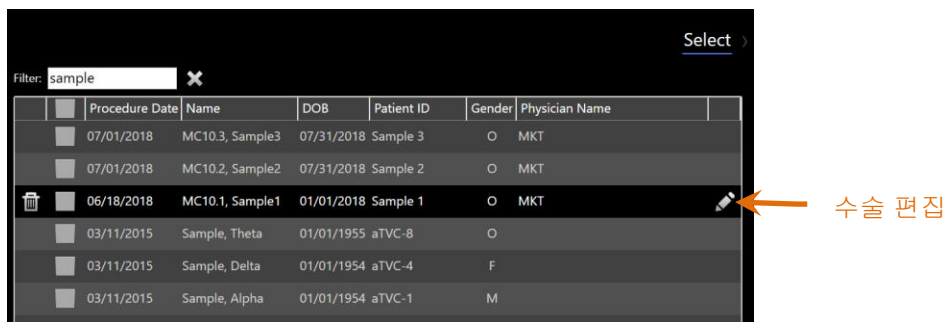 Select
Filter: sample
Procedure Date Name DOB Patient ID Gender Physician Name
07/01/2018 MC10.3, Sample3 07/31/2018 Sample 3 O MKT
07/01/2018 MC10.2, Sample2 07/31/2018 Sample 2 O MKT
06/18/2018 MC10.1, Sample1 01/01/2018 Sample 1 O MKT
수술 편집
03/11/2015 Sample, Theta 01/01/1955 aTVC-8 O
03/11/2015 Sample, Delta 01/01/1954 aTVC-4 F
03/11/2015 Sample, Alpha 01/01/1954 aTVC-1 M